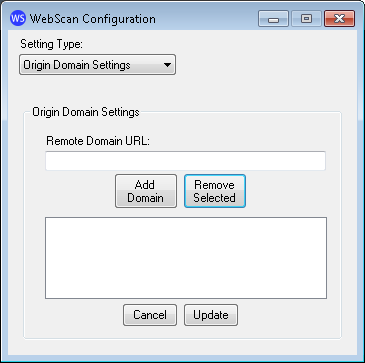 WS WebScan Configuration
Setting Type:
Origin Domain Settings
Origin Domain Settings
Remote Domain URL:
Add
Domain
Remove
Selected
Cancel
Update